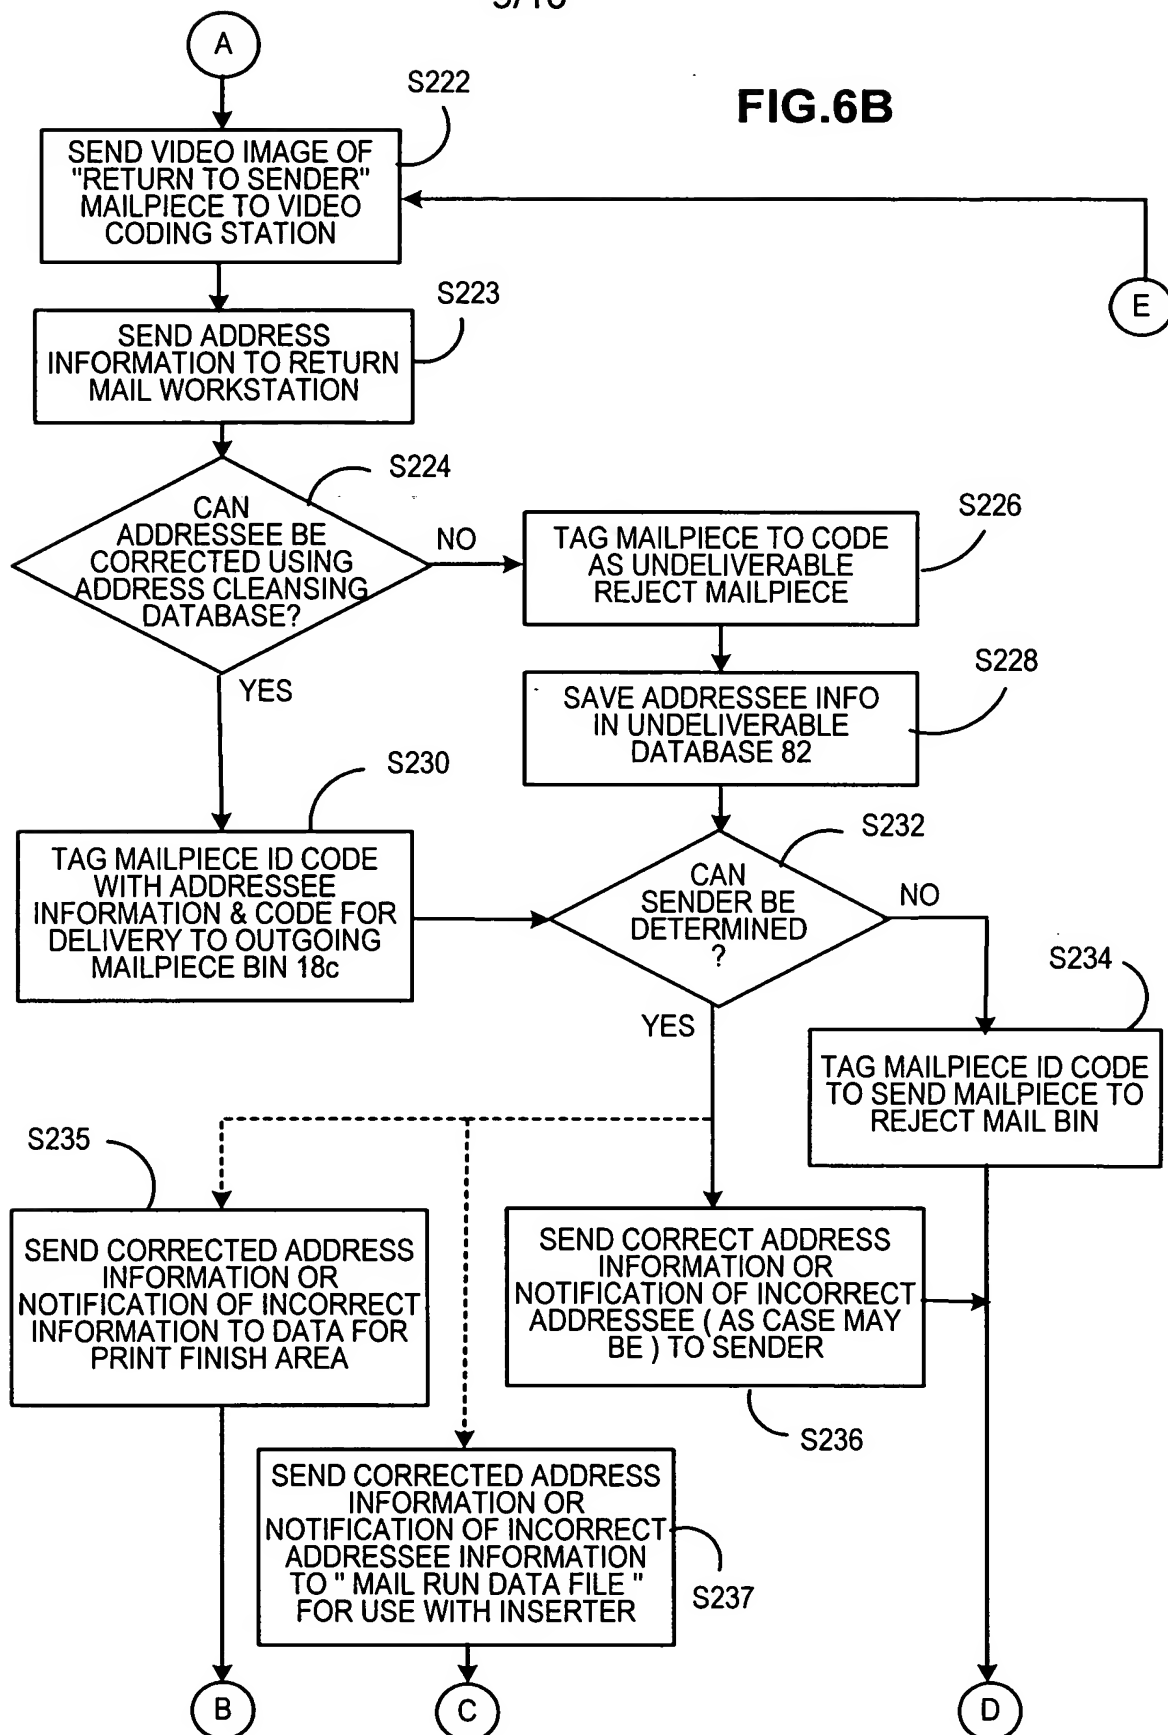 A
S222
FIG.6B
SEND VIDEO IMAGE OF
"RETURN TO SENDER"
MAILPIECE TO VIDEO
CODING STATION
S223
E
SEND ADDRESS
INFORMATION TO RETURN
MAIL WORKSTATION
S224
CAN
ADDRESSEE BE
CORRECTED USING
ADDRESS CLEANSING
DATABASE?
NO
S226
TAG MAILPIECE TO CODE
AS UNDELIVERABLE
REJECT MAILPIECE
YES
S228
SAVE ADDRESSEE INFO
IN UNDELIVERABLE
DATABASE 82
S230
TAG MAILPIECE ID CODE
WITH ADDRESSEE
INFORMATION & CODE FOR
DELIVERY TO OUTGOING
MAILPIECE BIN 18c
S232
CAN
SENDER BE
DETERMINED
?
NO
YES
S234
TAG MAILPIECE ID CODE
TO SEND MAILPIECE TO
REJECT MAIL BIN
S235
SEND CORRECTED ADDRESS
INFORMATION OR
NOTIFICATION OF INCORRECT
INFORMATION TO DATA FOR
PRINT FINISH AREA
SEND CORRECT ADDRESS
INFORMATION OR
NOTIFICATION OF INCORRECT
ADDRESSEE ( AS CASE MAY
BE ) TO SENDER
S236
SEND CORRECTED ADDRESS
INFORMATION OR
NOTIFICATION OF INCORRECT
ADDRESSEE INFORMATION
TO " MAIL RUN DATA FILE "
FOR USE WITH INSERTER
S237
B
C
D